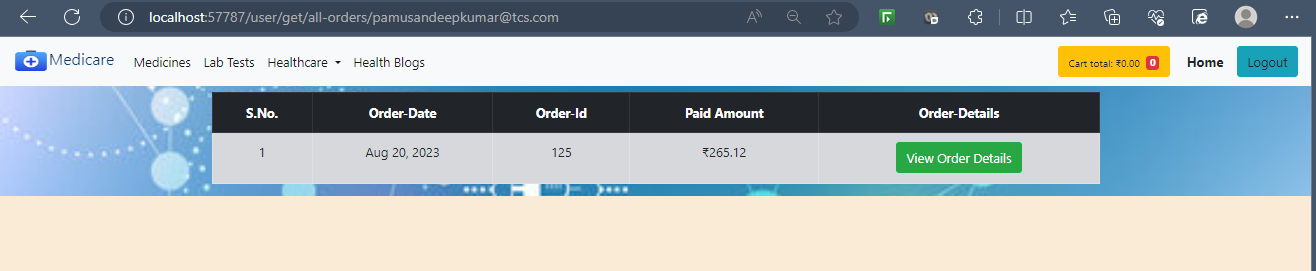 localhost:57787/user/get/all-orders/pamusandeepkumar@tcs.com
Medicare Medicines Lab Tests Healthcare Health Blogs Cart total: ₹0.00 0 Home Logout
S.No. Order-Date Order-Id Paid Amount Order-Details
1 Aug 20, 2023 125 ₹265.12 View Order Details